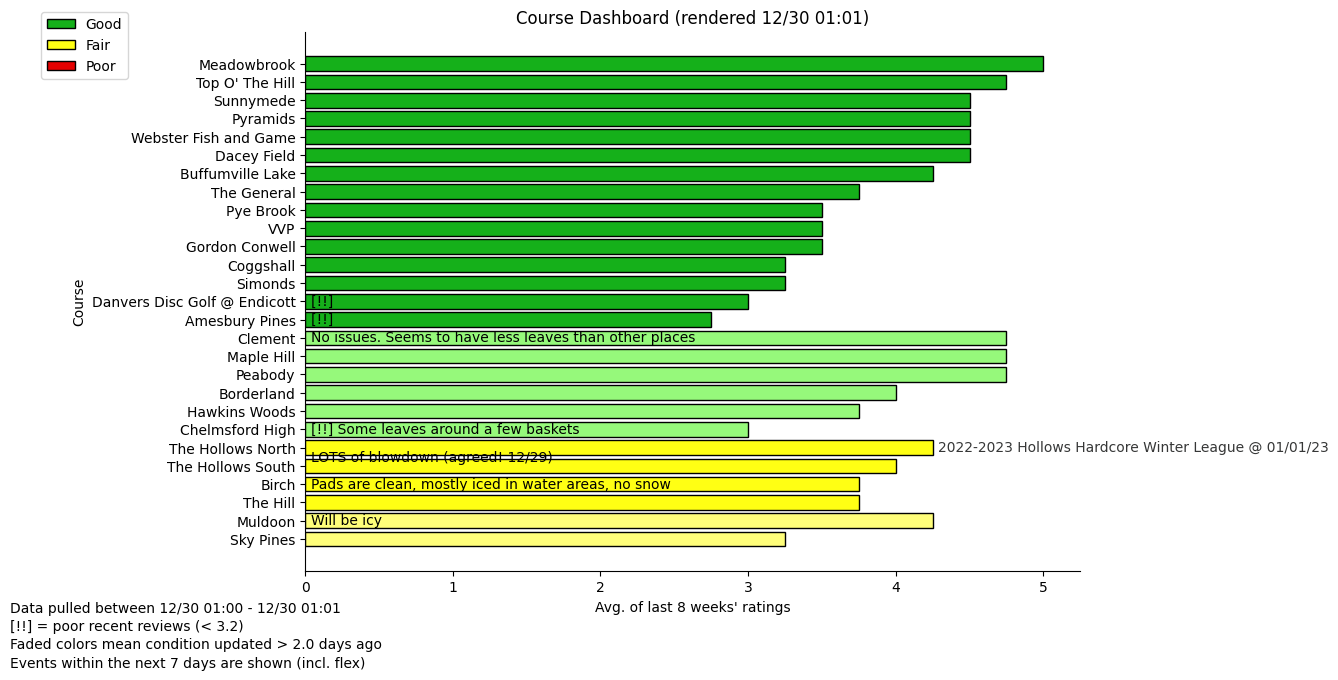 Course Dashboard (rendered 12/30 01:01)
Good
Fair
Poor
Course
Meadowbrook
Top O' The Hill
Sunnymede
Pyramids
Webster Fish and Game
Dacey Field
Buffumville Lake
The General
Pye Brook
VVP
Gordon Conwell
Coggshall
Simonds
Danvers Disc Golf @ Endicott [!!]
Amesbury Pines [!!]
Clement No issues. Seems to have less leaves than other places
Maple Hill
Peabody
Borderland
Hawkins Woods
Chelmsford High [!!] Some leaves around a few baskets
The Hollows North 2022-2023 Hollows Hardcore Winter League @ 01/01/23
LOTS of blowdown (agreed! 12/29)
The Hollows South
Birch Pads are clean, mostly iced in water areas, no snow
The Hill
Muldoon Will be icy
Sky Pines
0 1 2 3 4 5
Avg. of last 8 weeks' ratings
Data pulled between 12/30 01:00 - 12/30 01:01
[!!] = poor recent reviews (< 3.2)
Faded colors mean condition updated > 2.0 days ago
Events within the next 7 days are shown (incl. flex)